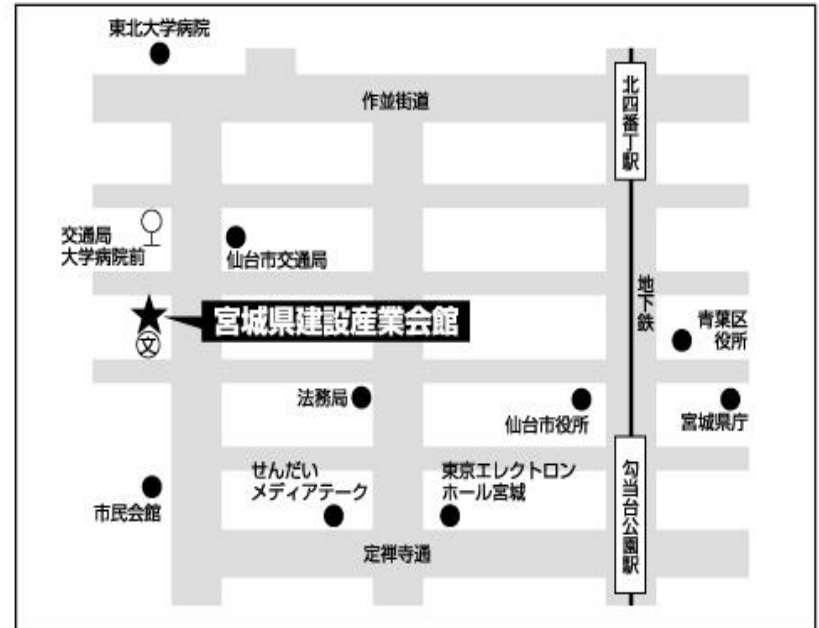 東北大学病院
作並街道
北四番丁駅
交通局
大学病院前
仙台市交通局
地下鉄
宮城県建設産業会館
文
青葉区
役所
法務局
仙台市役所
宮城県庁
せんだい
メディアテーク
東京エレクトロン
ホール宮城
市民会館
勾当台公園駅
定禅寺通